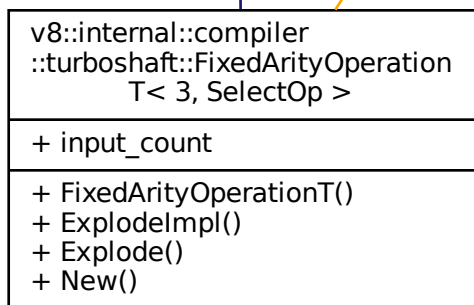 v8::internal::compiler
::turboshaft::FixedArityOperation
T< 3, SelectOp >
+ input_count
+ FixedArityOperationT()
+ ExplodeImpl()
+ Explode()
+ New()